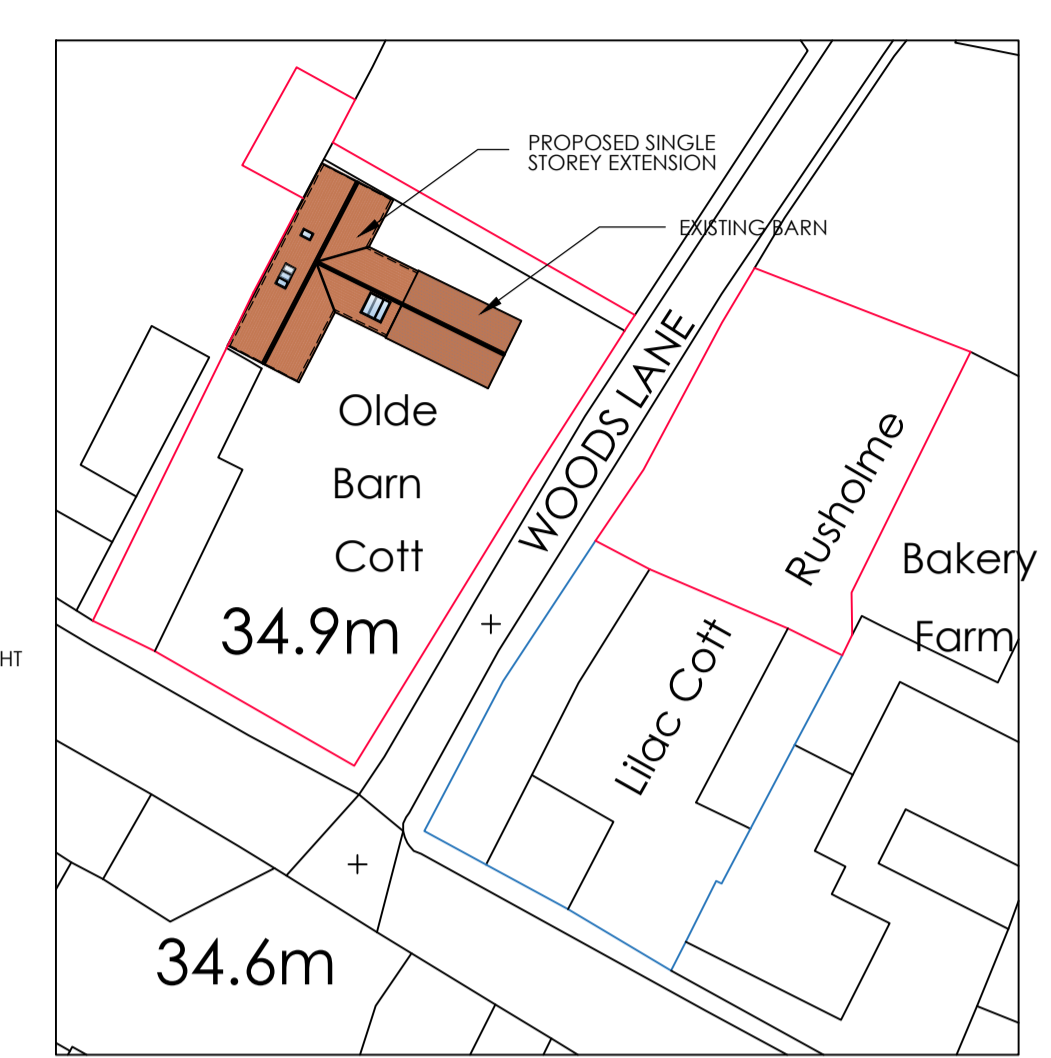 PROPOSED SINGLE
STOREY EXTENSION
EXISTING BARN
WOODS LANE
Olde
Barn
Cott
34.9m
Rusholme
Bakery
Farm
HT
Lilac Cott
34.6m